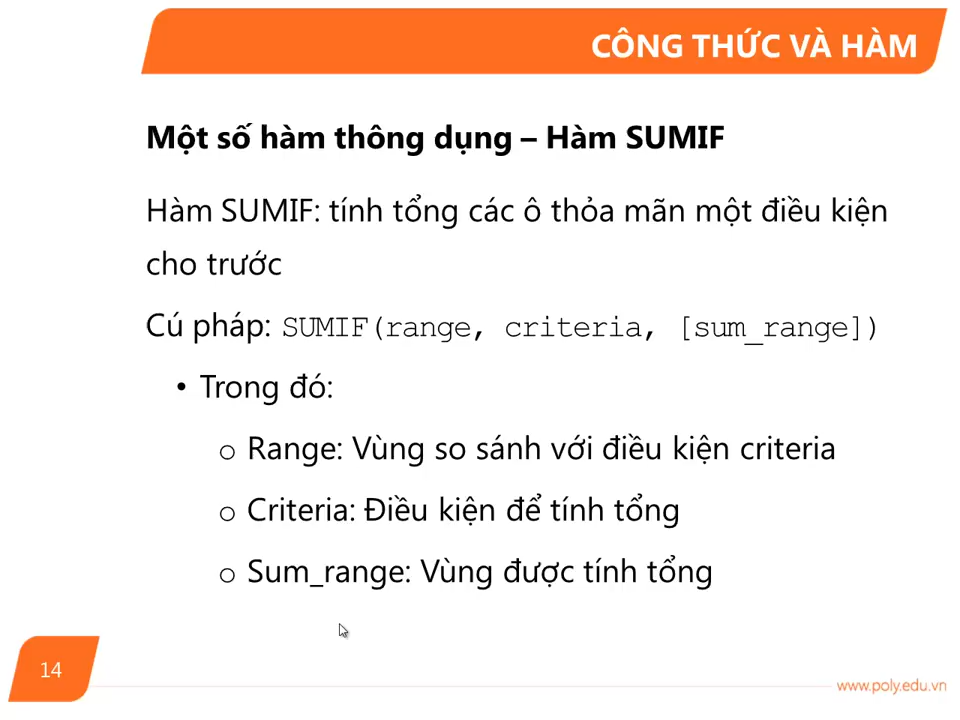 CÔNG THỨC VÀ HÀM
Một số hàm thông dụng – Hàm SUMIF
Hàm SUMIF: tính tổng các ô thỏa mãn một điều kiện
cho trước
Cú pháp: SUMIF(range, criteria, [sum_range])
• Trong đó:
o Range: Vùng so sánh với điều kiện criteria
o Criteria: Điều kiện để tính tổng
o Sum_range: Vùng được tính tổng
14
www.poly.edu.vn